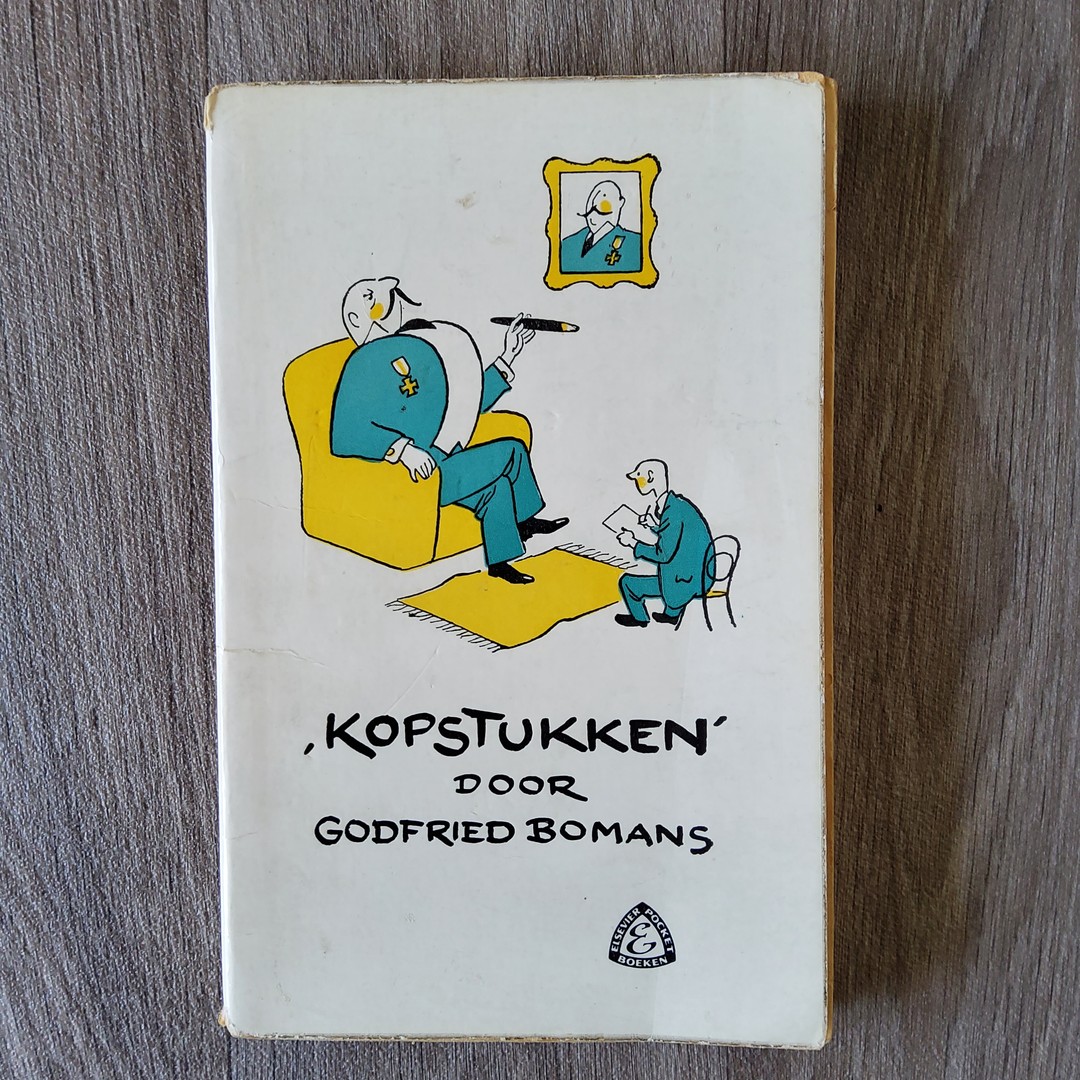 ‚KOPSTUKKEN’
DOOR
GODFRIED BOMANS
ELSEVIER POCKET
E
BOEKEN